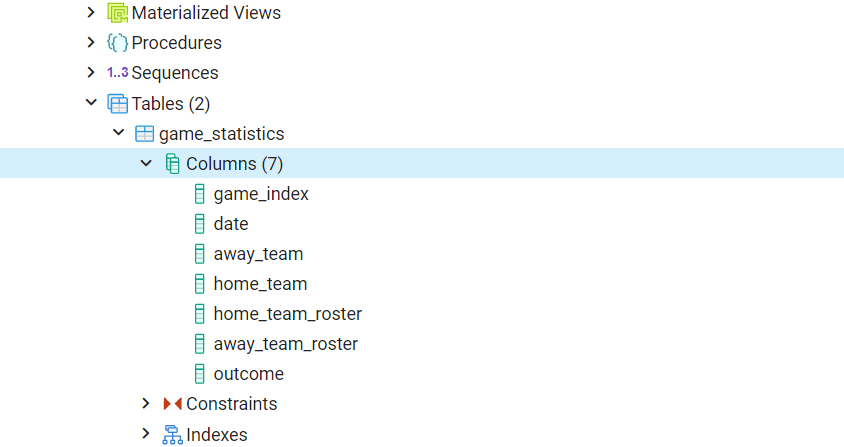 Materialized Views
Procedures
1..3 Sequences
Tables (2)
game_statistics
Columns (7)
game_index
date
away_team
home_team
home_team_roster
away_team_roster
outcome
Constraints
Indexes